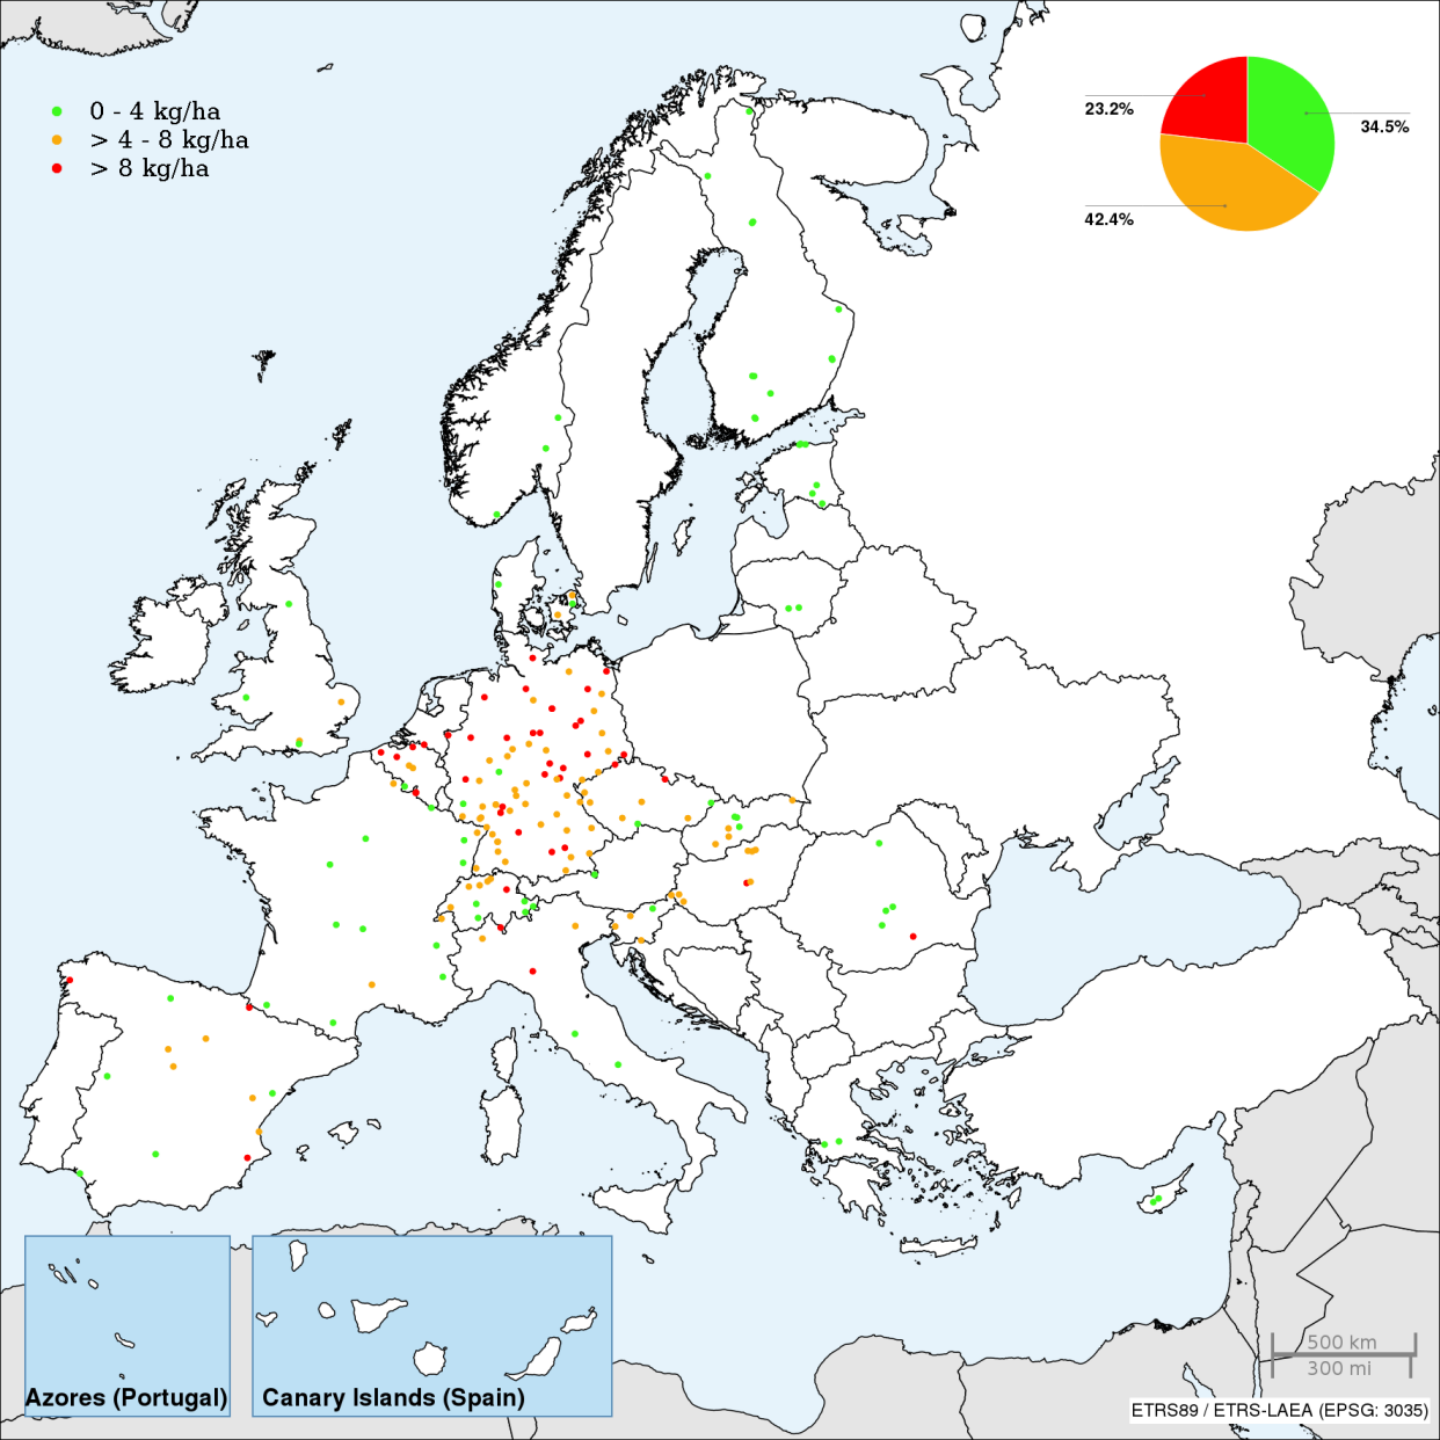 0 - 4 kg/ha
> 4 - 8 kg/ha
> 8 kg/ha
23.2%
34.5%
42.4%
Azores (Portugal)
Canary Islands (Spain)
500 km
300 mi
ETRS89 / ETRS-LAEA (EPSG: 3035)